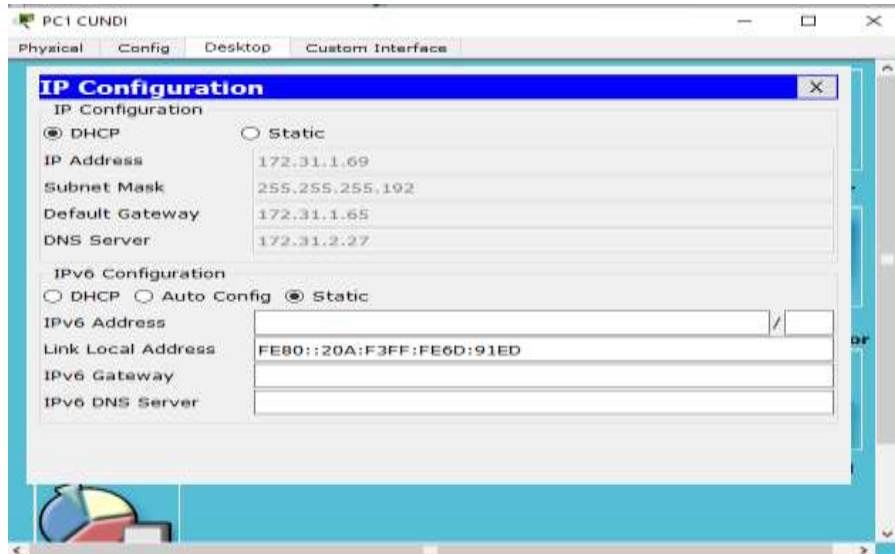 PC1 CUNDI
Physical Config Desktop Custom Interface
IP Configuration X
IP Configuration
DHCP Static
IP Address 172.31.1.69
Subnet Mask 255.255.255.192
Default Gateway 172.31.1.65
DNS Server 172.31.2.27
IPv6 Configuration
DHCP Auto Config Static
IPv6 Address /
Link Local Address FE80::20A:F3FF:FE6D:91ED
IPv6 Gateway
IPv6 DNS Server
or